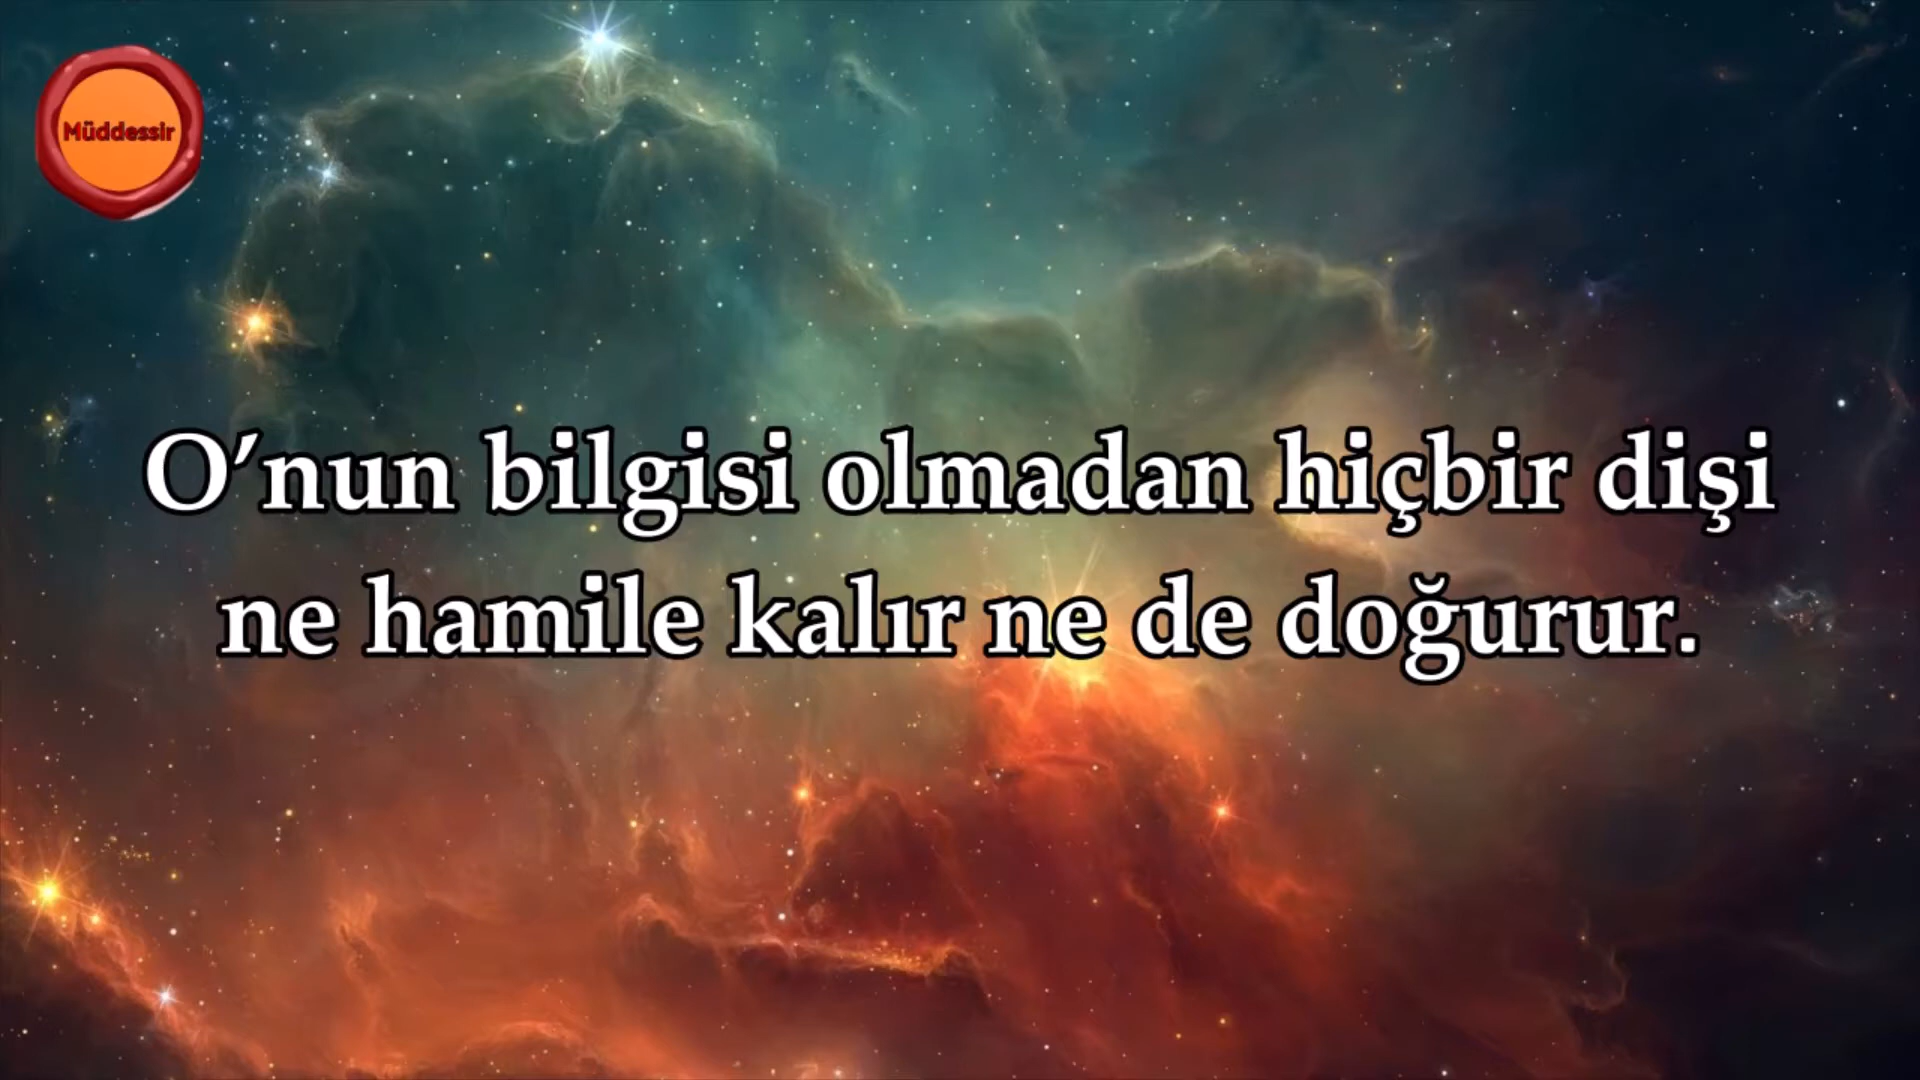 Müddessir
O’nun bilgisi olmadan hiçbir dişi
ne hamile kalır ne de doğurur.